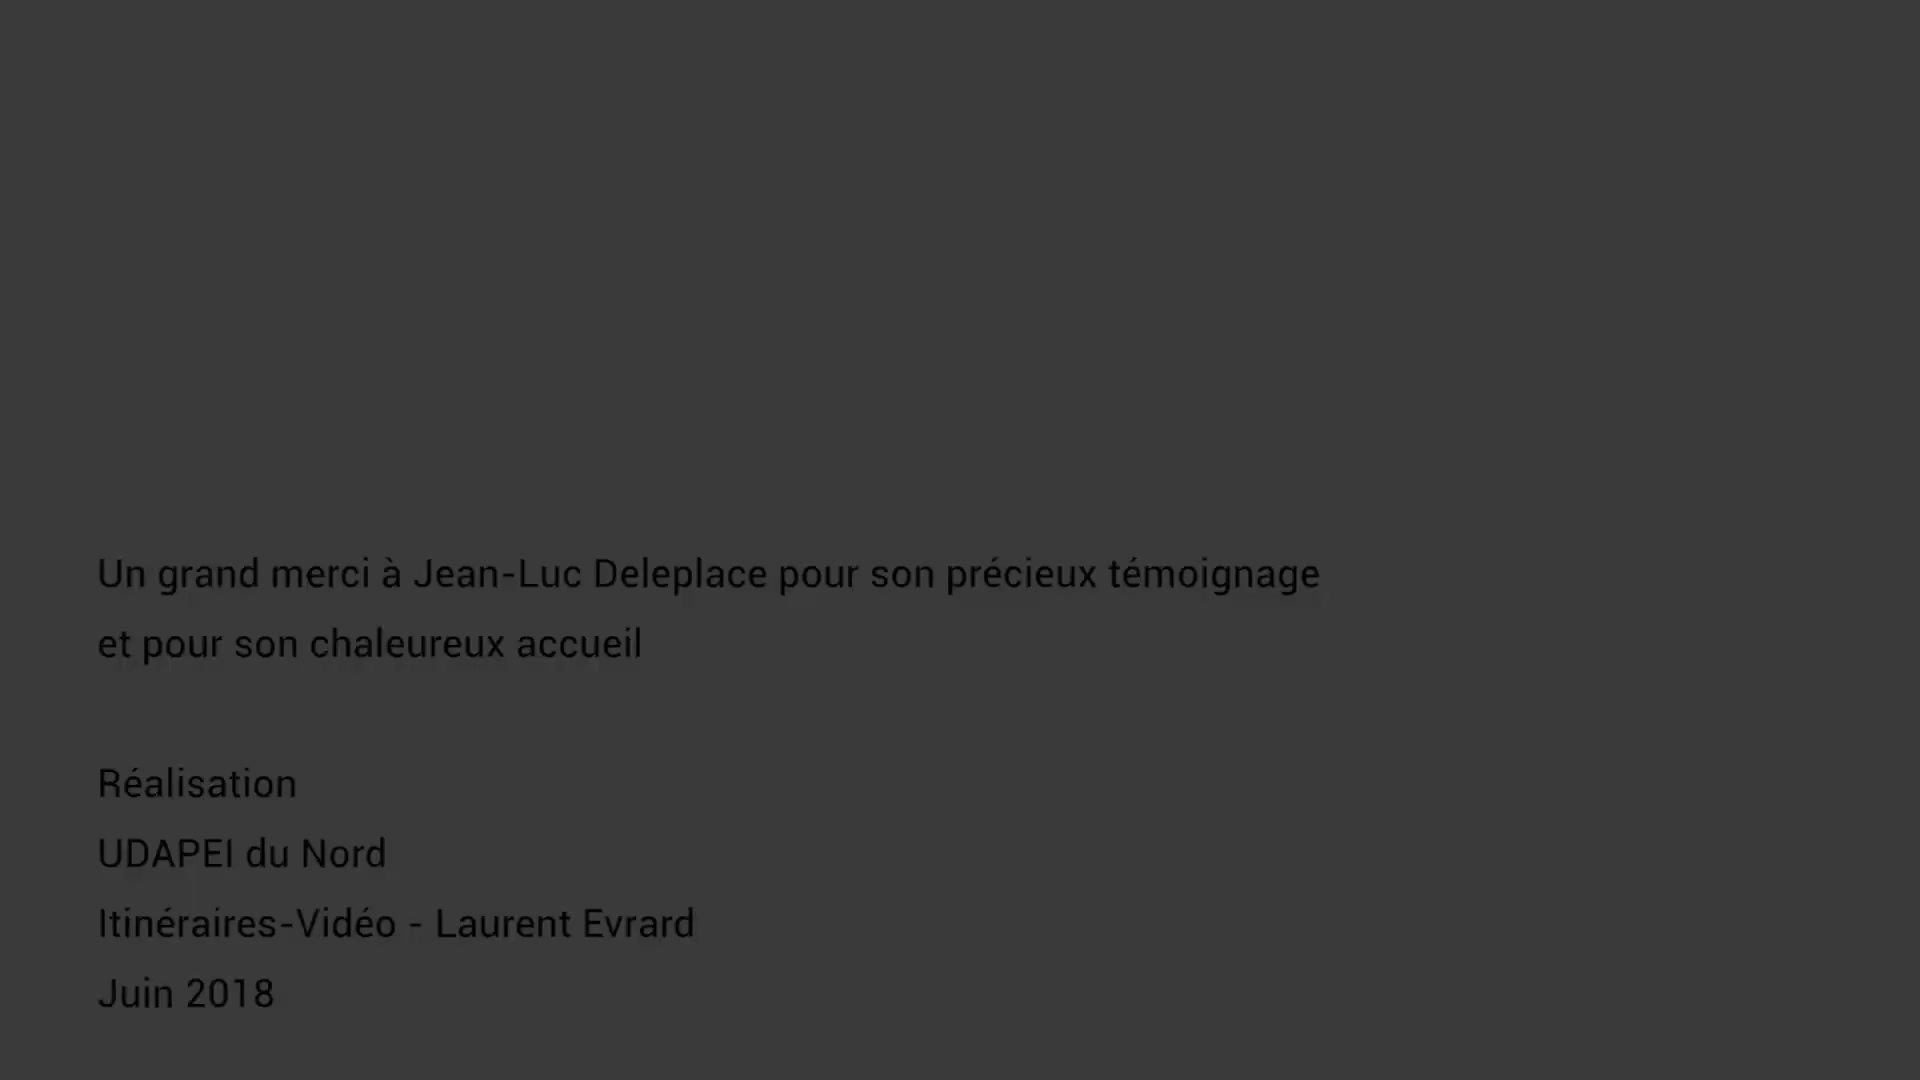 Un grand merci à Jean-Luc Deleplace pour son précieux témoignage
et pour son chaleureux accueil
Réalisation
UDAPEI du Nord
Itinéraires-Vidéo - Laurent Evrard
Juin 2018